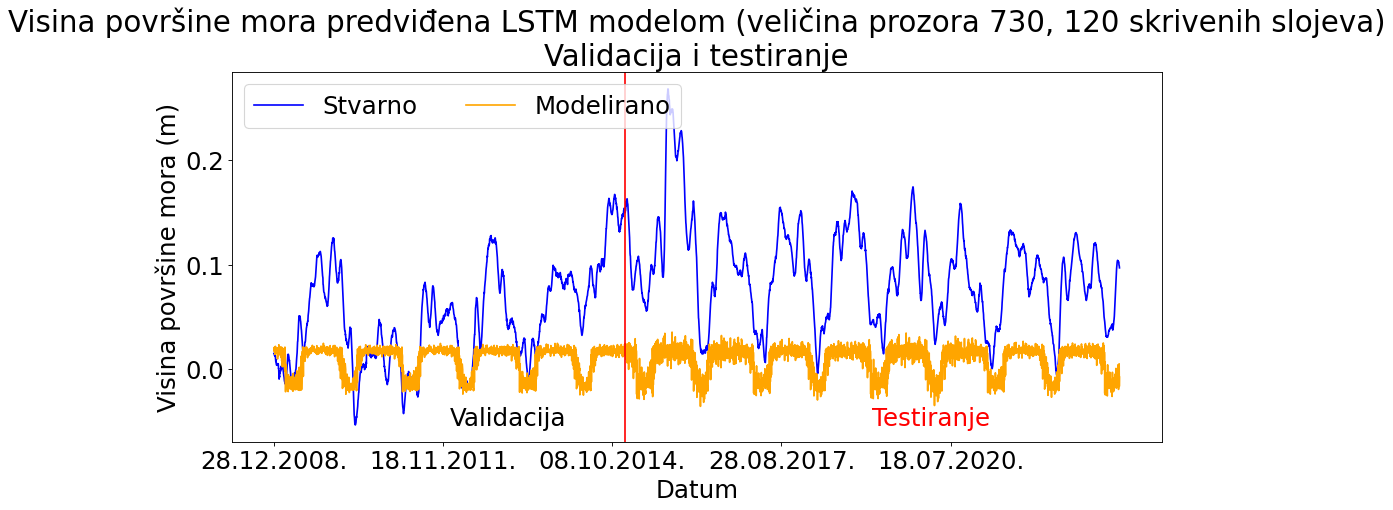 Visina površine mora predviđena LSTM modelom (veličina prozora 730, 120 skrivenih slojeva)
Validacija i testiranje
Stvarno
Modelirano
Visina površine mora (m)
0.2
0.1
0.0
Validacija
Testiranje
28.12.2008.
18.11.2011.
08.10.2014.
28.08.2017.
18.07.2020.
Datum